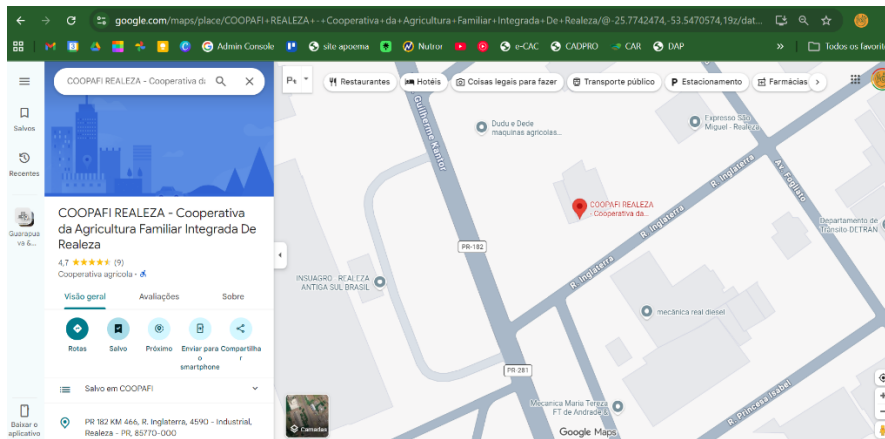 google.com/maps/place/COOPAFI+REALEZA+-+Cooperativa+da+Agricultura+Familiar+Integrada+De+Realeza/@-25.7742474,-53.5470574,19z/dat...
Admin Console
site apoema
Nutror
e-CAC
CADPRO
CAR
DAP
Todos os favorit
COOPAFI REALEZA - Cooperativa d
Restaurantes
Hotéis
Coisas legais para fazer
Transporte público
P Estacionamento
Farmácias
Salvos
Recentes
Guarapua
va &...
Baixar o
aplicativo
COOPAFI REALEZA - Cooperativa
da Agricultura Familiar Integrada De
Realeza
4,7 (9)
Cooperativa agrícola
Visão geral
Avaliações
Sobre
Rotas
Salvo
Próximo
Enviar para
o
smartphone
Compartilha
r
Salvo em COOPAFI
PR 182 KM 466, R. Inglaterra, 4590 - Industrial,
Realeza - PR, 85770-000
Guilherme Kantor
Dudu e Dede
maquinas agricolas...
Expresso São
Miguel - Realeza
R. Inglaterra
Av. Fogliato
COOPAFI REALEZA
- Cooperativa da...
R. Inglaterra
Departamento de
Trânsito DETRAN
PR-182
R. Inglaterra
INSUAGRO - REALEZA
ANTIGA SUL BRASIL
mecânica real diesel
PR-281
Mecanica Maria Tereza
FT de Andrade &
R. Princesa Isabel
Camadas
Google Maps